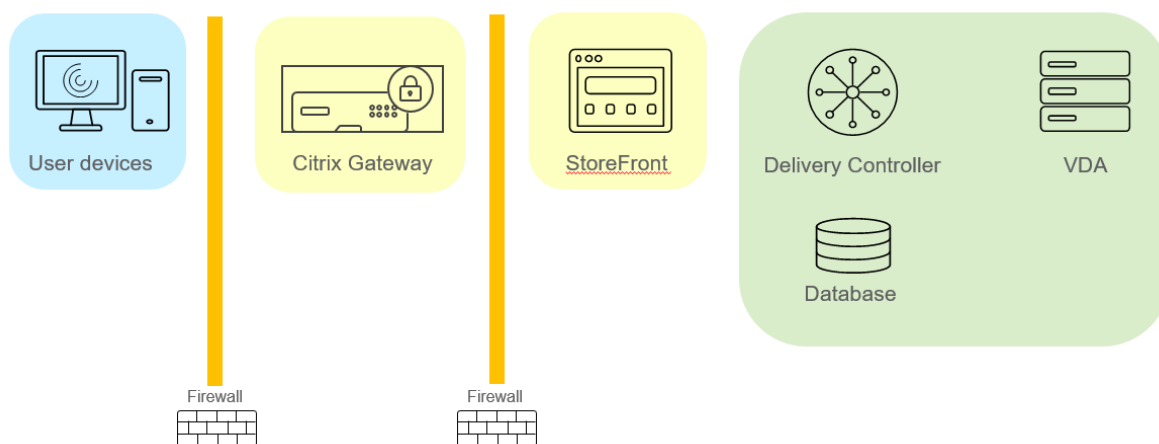 User devices
Citrix Gateway
StoreFront
Delivery Controller
VDA
Database
Firewall
Firewall